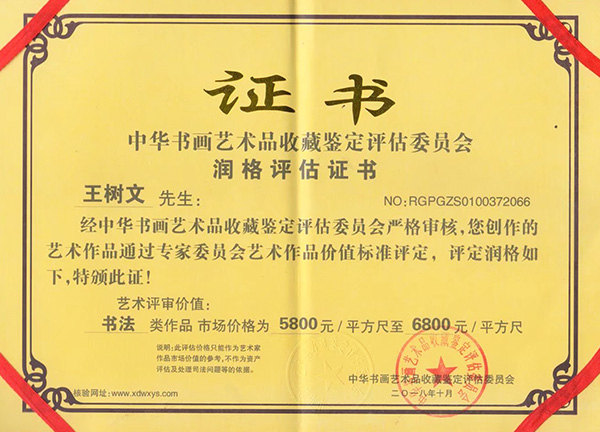 证书
中华书画艺术品收藏鉴定评估委员会
润格评估证书
王树文 先生： NO:RGPGZS0100372066
经中华书画艺术品收藏鉴定评估委员会严格审核,您创作的
艺术作品通过专家委员会艺术作品价值标准评定，评定润格如
下,特颁此证!
艺术评审价值：
书法 类作品 市场价格为 5800元/平方尺至 6800元/平方尺
说明:此评估价格只能作为艺术家
作品市场价值的参考,不作为资产
评估及处理司法问题等的依据。
中华书画艺术品收藏鉴定评估委员会
二〇一八年十月
核验网址:www.xdwxys.com